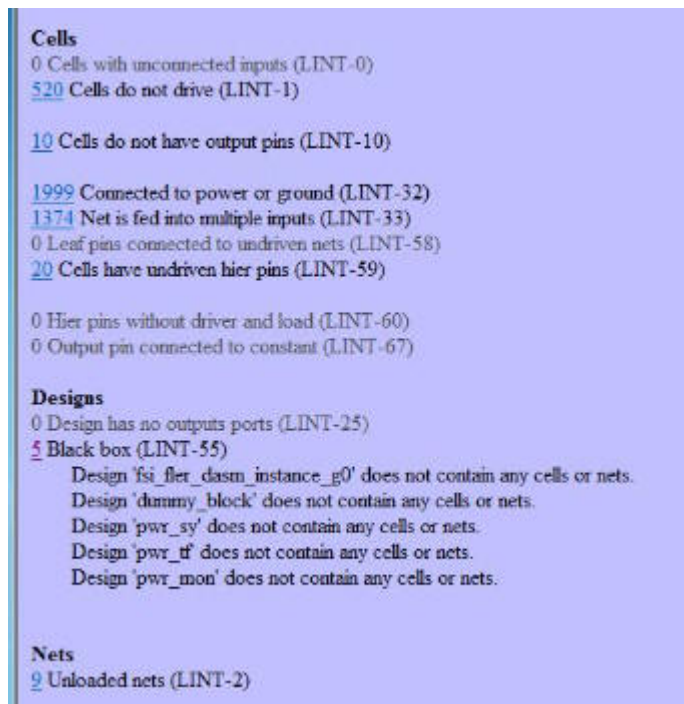 Cells
0 Cells with unconnected inputs (LINT-0)
520 Cells do not drive (LINT-1)
10 Cells do not have output pins (LINT-10)
1999 Connected to power or ground (LINT-32)
1374 Net is fed into multiple inputs (LINT-33)
0 Leaf pins connected to undriven nets (LINT-58)
20 Cells have undriven hier pins (LINT-59)
0 Hier pins without driver and load (LINT-60)
0 Output pin connected to constant (LINT-67)
Designs
0 Design has no outputs ports (LINT-25)
5 Black box (LINT-55)
Design 'fsi_fler_dasm_instance_g0' does not contain any cells or nets.
Design 'dummy_block' does not contain any cells or nets.
Design 'pwr_sy' does not contain any cells or nets.
Design 'pwr_tf' does not contain any cells or nets.
Design 'pwr_mon' does not contain any cells or nets.
Nets
9 Unloaded nets (LINT-2)